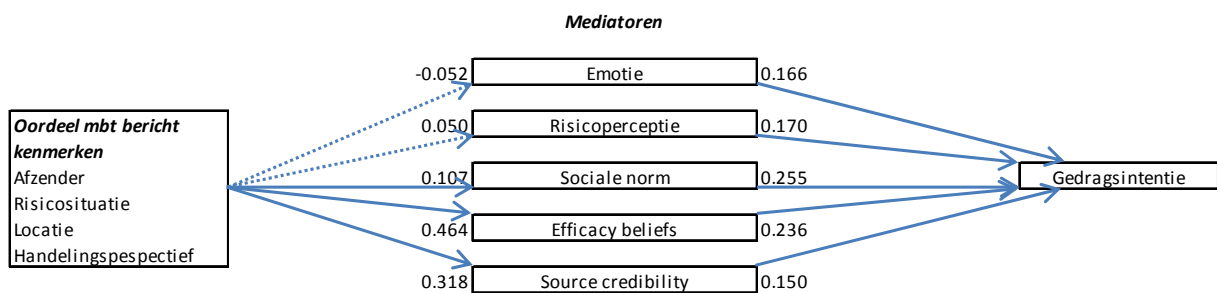 Mediatoren
-0.052 Emotie 0.166
Oordeel mbt bericht
kenmerken
Afzender
Risicosituatie
Locatie
Handelingspespectief
0.050 Risicoperceptie 0.170
0.107 Sociale norm 0.255
0.464 Efficacy beliefs 0.236
0.318 Source credibility 0.150
Gedragsintentie